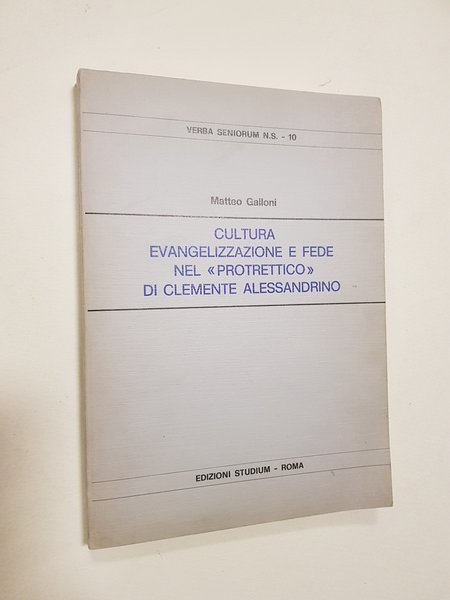 VERBA SENIORUM N.S. - 10
Matteo Galloni
CULTURA
EVANGELIZZAZIONE E FEDE
NEL «PROTRETTICO»
DI CLEMENTE ALESSANDRINO
EDIZIONI STUDIUM - ROMA